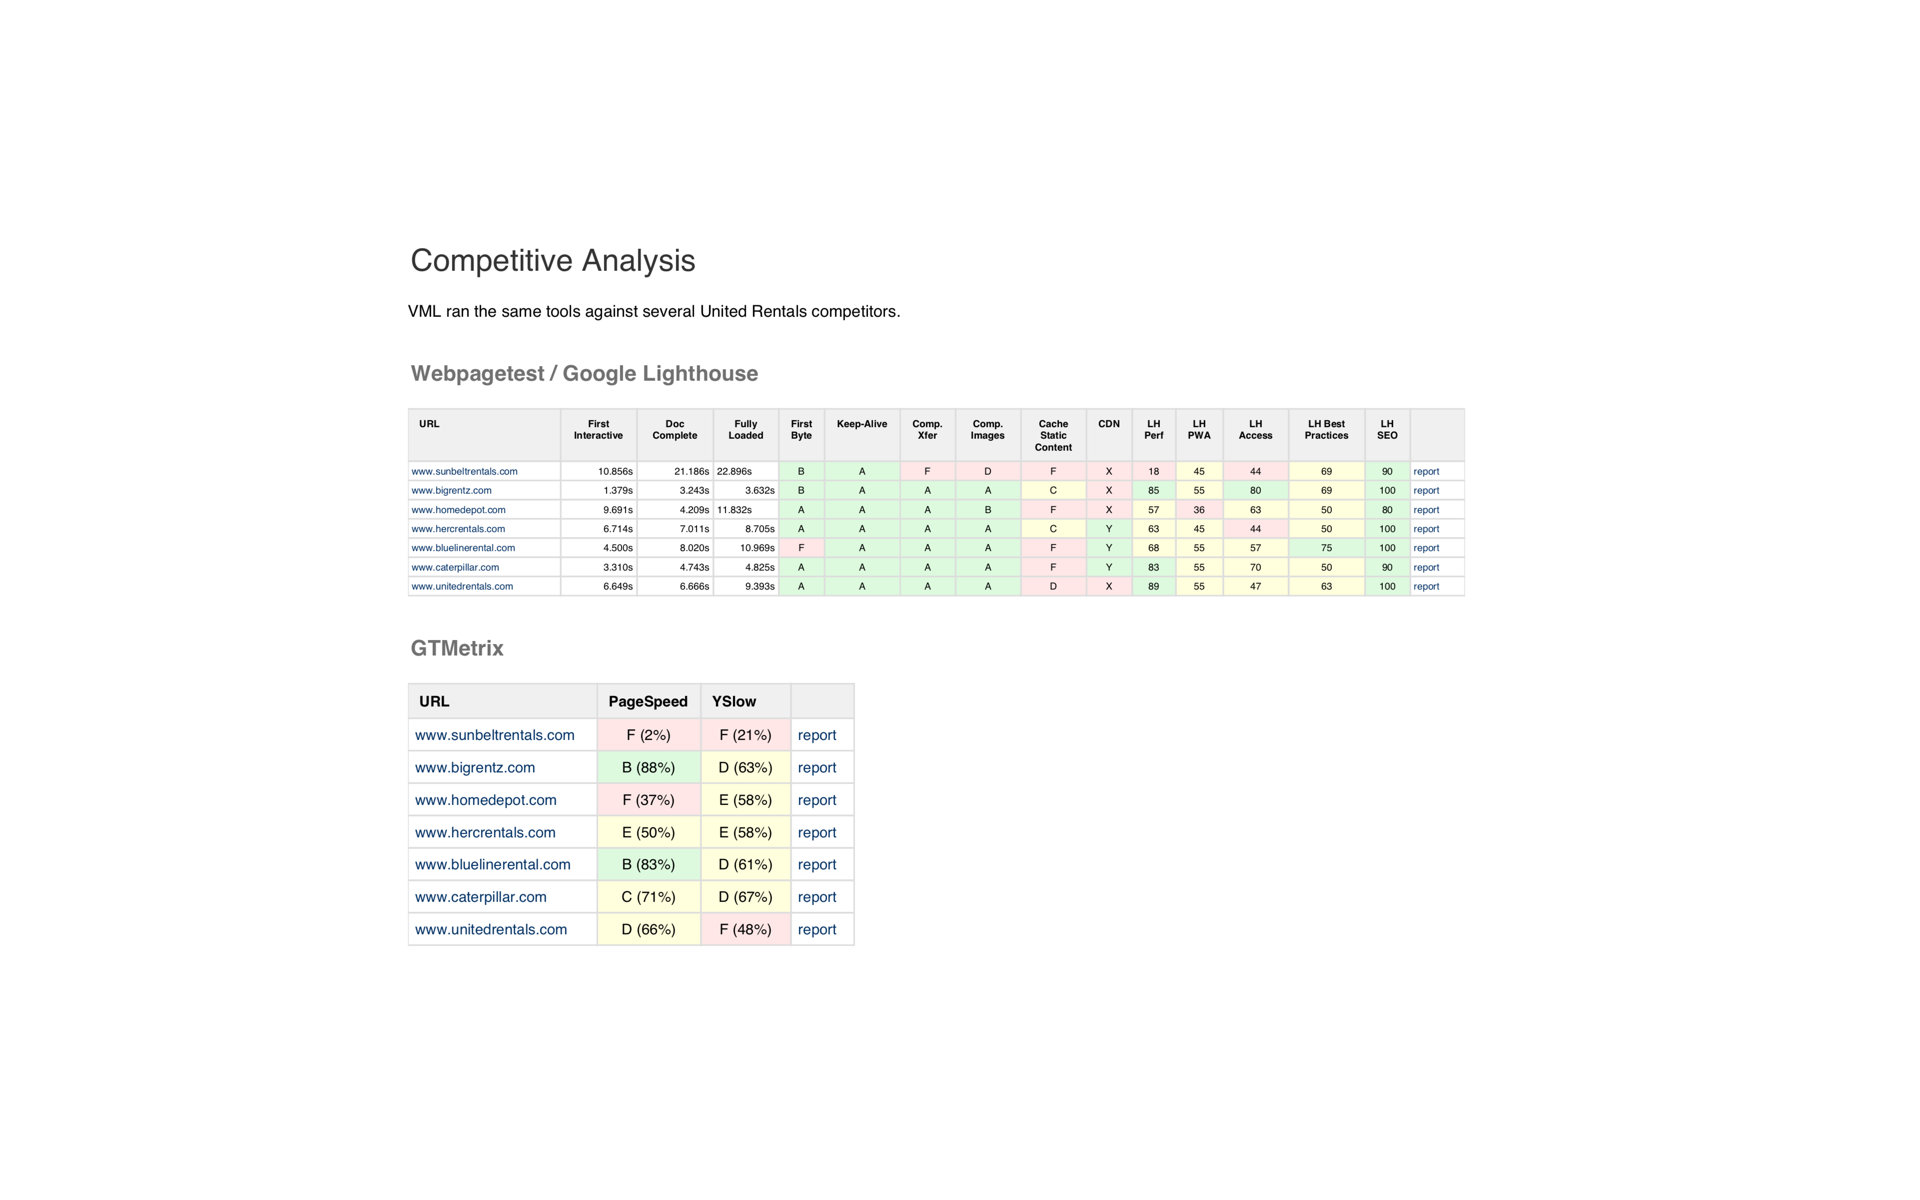 Competitive Analysis
VML ran the same tools against several United Rentals competitors.
Webpagetest / Google Lighthouse
URL First Interactive Doc Complete Fully Loaded First Byte Keep-Alive Comp. Xfer Comp. Images Cache Static Content CDN LH Perf LH PWA LH Access LH Best Practices LH SEO
www.sunbeltrentals.com 10.856s 21.186s 22.896s B A F D F X 18 45 44 69 90 report
www.bigrentz.com 1.379s 3.243s 3.632s B A A A C X 85 55 80 69 100 report
www.homedepot.com 9.691s 4.209s 11.832s A A A B F X 57 36 63 50 80 report
www.hercrentals.com 6.714s 7.011s 8.705s A A A A C Y 63 45 44 50 100 report
www.bluelinerental.com 4.500s 8.020s 10.969s F A A A F Y 68 55 57 75 100 report
www.caterpillar.com 3.310s 4.743s 4.825s A A A A F Y 83 55 70 50 90 report
www.unitedrentals.com 6.649s 6.666s 9.393s A A A A D X 89 55 47 63 100 report
GTMetrix
URL PageSpeed YSlow
www.sunbeltrentals.com F (2%) F (21%) report
www.bigrentz.com B (88%) D (63%) report
www.homedepot.com F (37%) E (58%) report
www.hercrentals.com E (50%) E (58%) report
www.bluelinerental.com B (83%) D (61%) report
www.caterpillar.com C (71%) D (67%) report
www.unitedrentals.com D (66%) F (48%) report